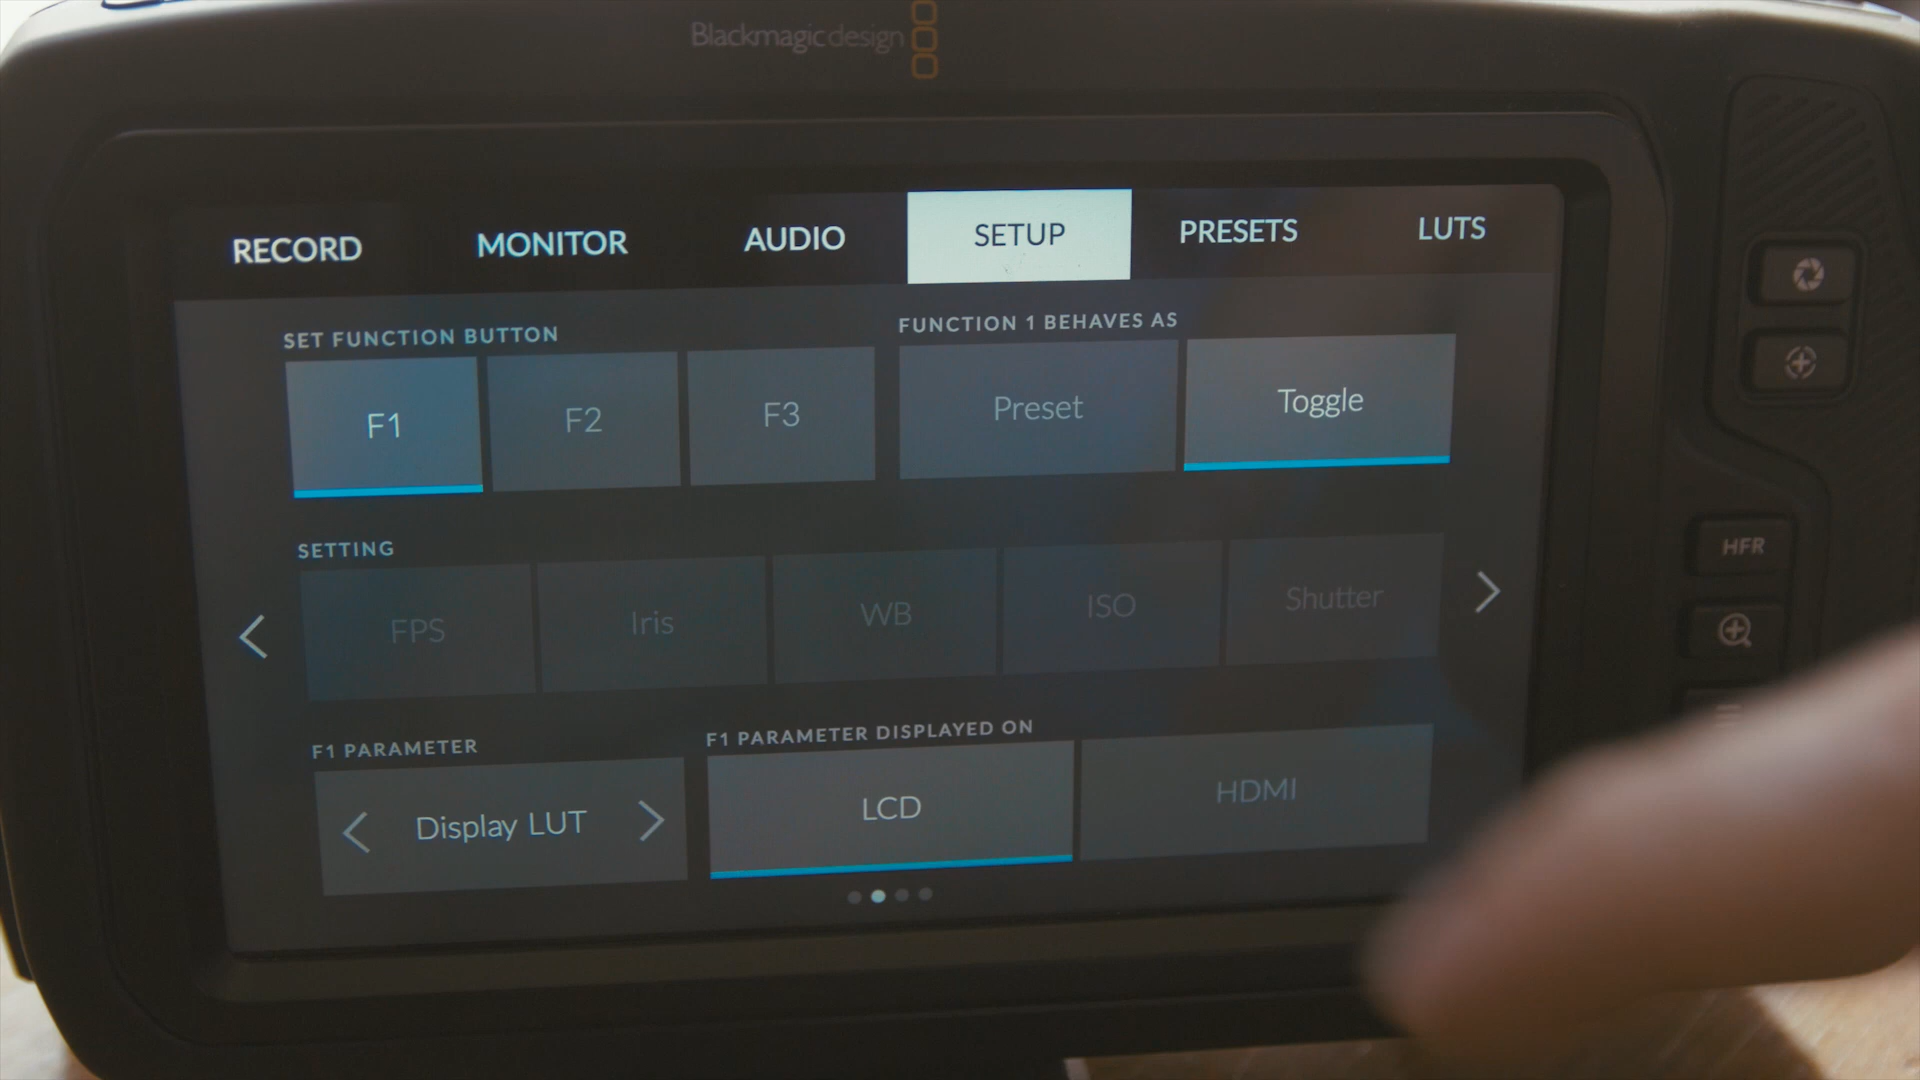 Blackmagicdesign
RECORD MONITOR AUDIO SETUP PRESETS LUTS
SET FUNCTION BUTTON
FUNCTION 1 BEHAVES AS
F1 F2 F3 Preset Toggle
HFR
SETTING
FPS Iris WB ISO Shutter
F1 PARAMETER
F1 PARAMETER DISPLAYED ON
Display LUT LCD HDMI